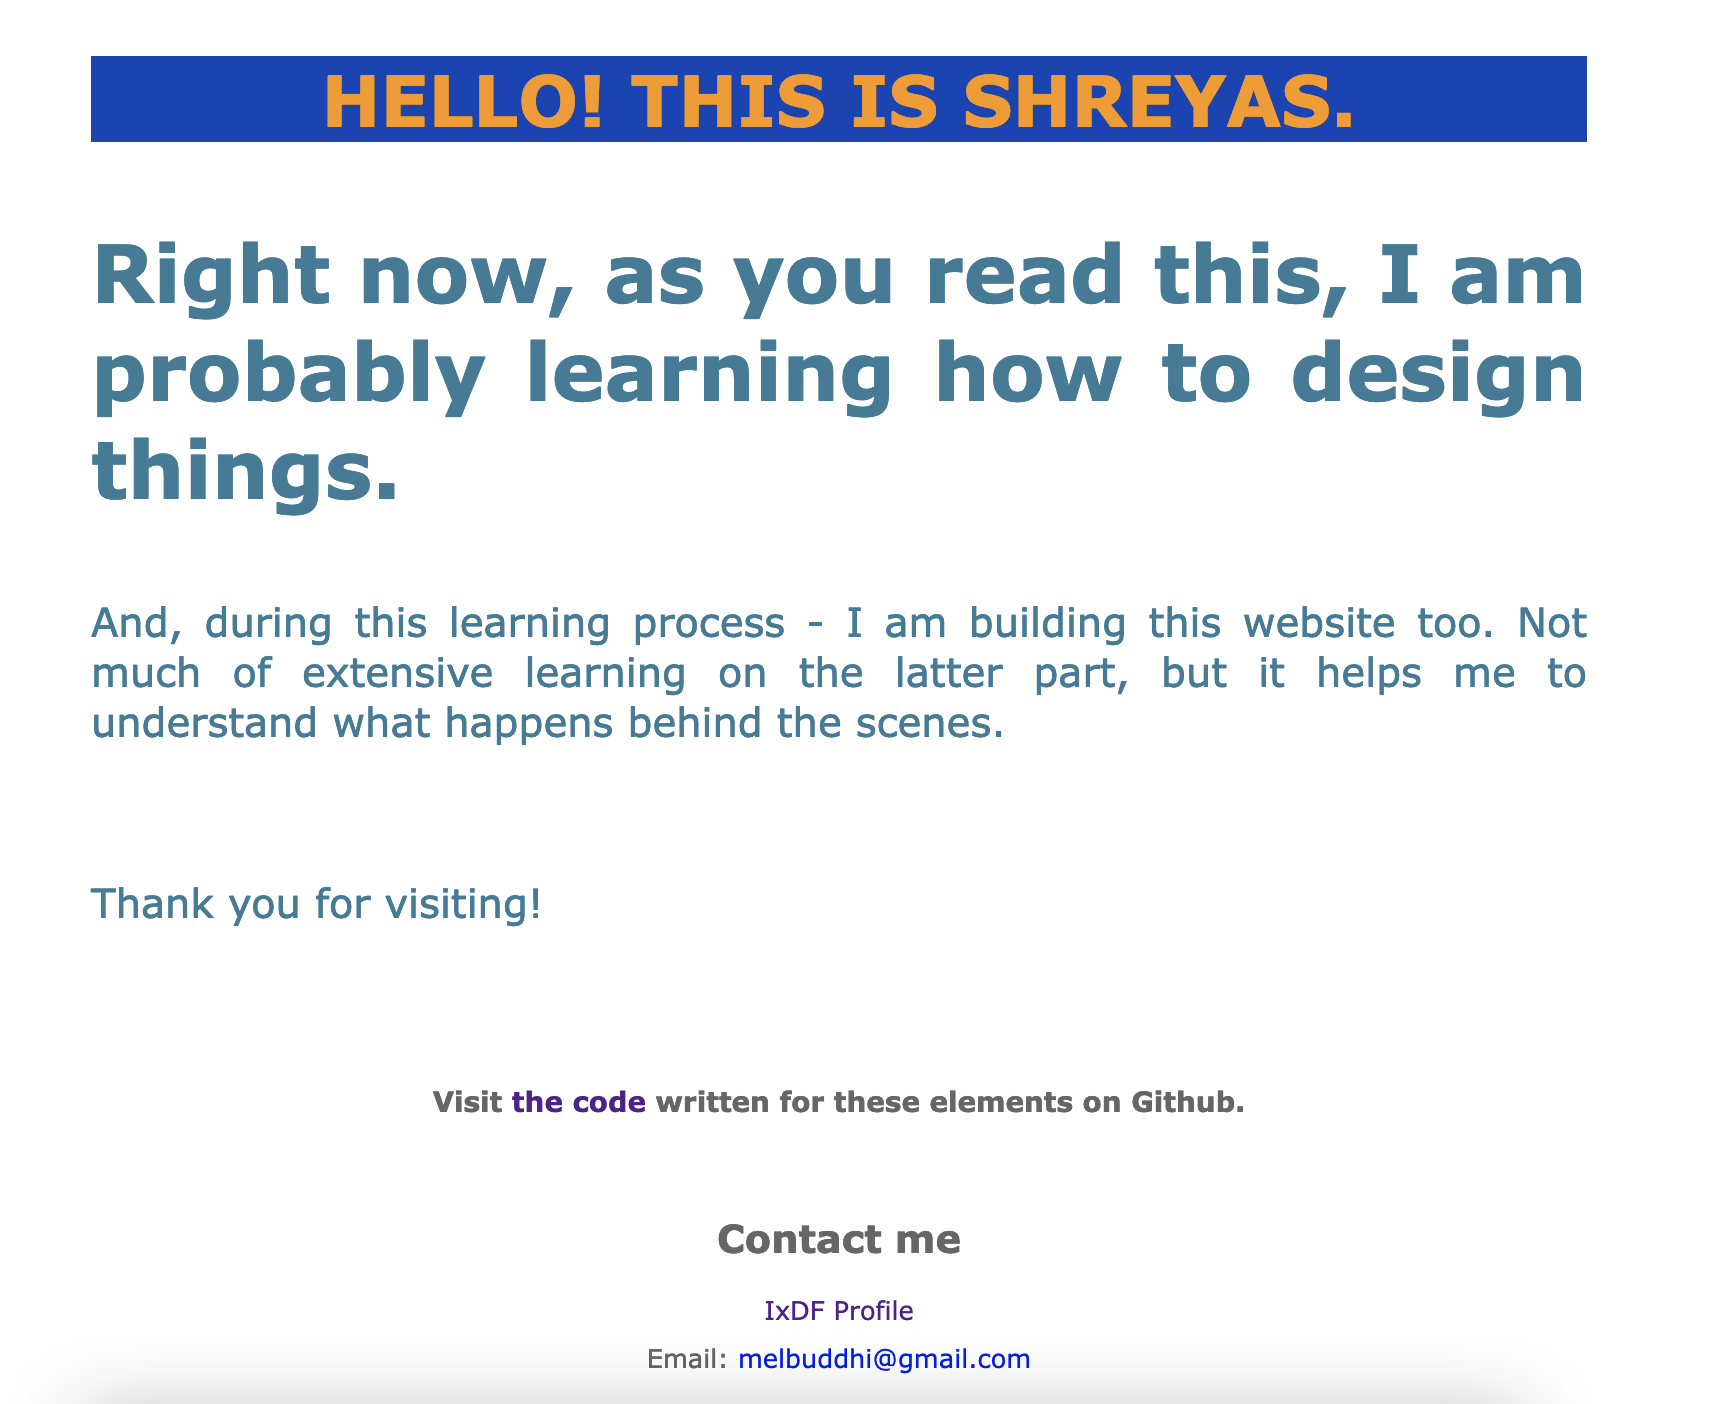 HELLO! THIS IS SHREYAS.
Right now, as you read this, I am
probably learning how to design
things.
And, during this learning process - I am building this website too. Not
much of extensive learning on the latter part, but it helps me to
understand what happens behind the scenes.
Thank you for visiting!
Visit the code written for these elements on Github.
Contact me
IxDF Profile
Email: melbuddhi@gmail.com